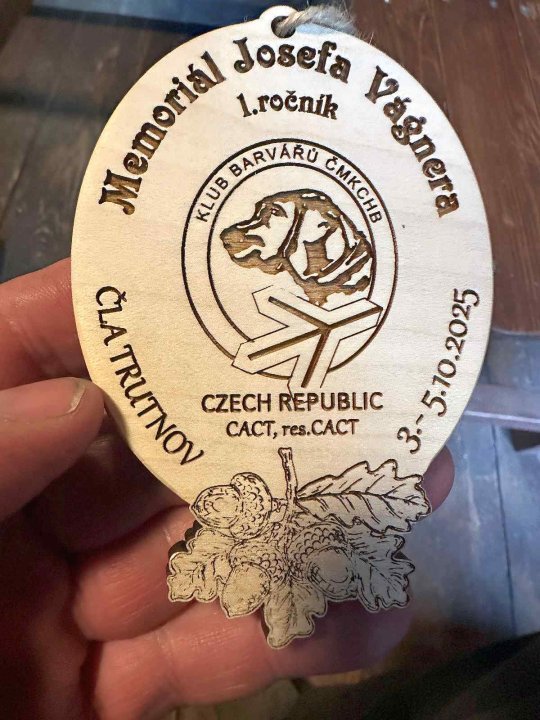 Memoriál Josefa Vágnera
1.ročník
KLUB BARVÁŘŮ ČMKCHB
ČLA TRUTNOV
3.- 5.10.2025
CZECH REPUBLIC
CACT, res.CACT